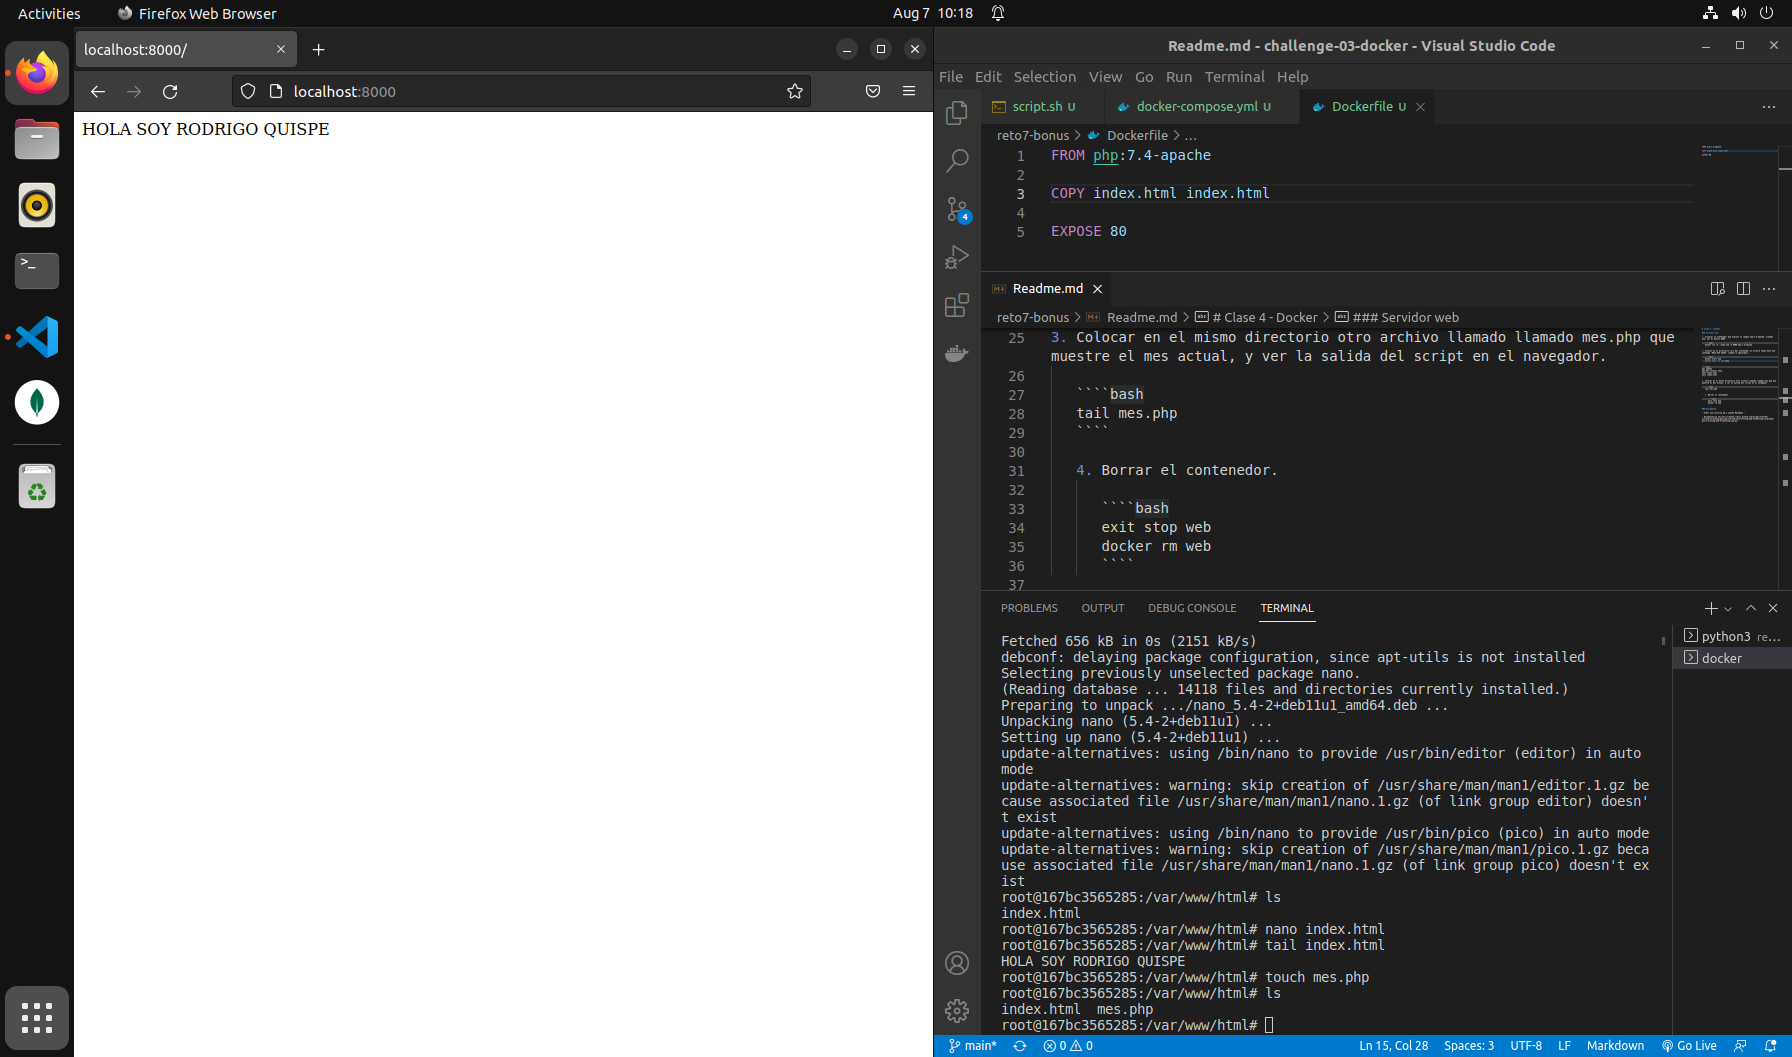 Activities
Firefox Web Browser
Aug 7 10:18
localhost:8000/
localhost:8000
HOLA SOY RODRIGO QUISPE
Readme.md - challenge-03-docker - Visual Studio Code
File Edit Selection View Go Run Terminal Help
script.sh U
docker-compose.yml U
Dockerfile U
reto7-bonus > Dockerfile > ...
1 FROM php:7.4-apache
2
3 COPY index.html index.html
4
5 EXPOSE 80
4
Readme.md
reto7-bonus > Readme.md > # Clase 4 - Docker > ### Servidor web
25 3. Colocar en el mismo directorio otro archivo llamado llamado mes.php que
muestre el mes actual, y ver la salida del script en el navegador.
26
27 ````bash
28 tail mes.php
29 ````
30
31 4. Borrar el contenedor.
32
33 ````bash
34 exit stop web
35 docker rm web
36 ````
37
PROBLEMS OUTPUT DEBUG CONSOLE TERMINAL
python3 re...
docker
Fetched 656 kB in 0s (2151 kB/s)
debconf: delaying package configuration, since apt-utils is not installed
Selecting previously unselected package nano.
(Reading database ... 14118 files and directories currently installed.)
Preparing to unpack .../nano_5.4-2+deb11u1_amd64.deb ...
Unpacking nano (5.4-2+deb11u1) ...
Setting up nano (5.4-2+deb11u1) ...
update-alternatives: using /bin/nano to provide /usr/bin/editor (editor) in auto
mode
update-alternatives: warning: skip creation of /usr/share/man/man1/editor.1.gz be
cause associated file /usr/share/man/man1/nano.1.gz (of link group editor) doesn'
t exist
update-alternatives: using /bin/nano to provide /usr/bin/pico (pico) in auto mode
update-alternatives: warning: skip creation of /usr/share/man/man1/pico.1.gz beca
use associated file /usr/share/man/man1/nano.1.gz (of link group pico) doesn't ex
ist
root@167bc3565285:/var/www/html# ls
index.html
root@167bc3565285:/var/www/html# nano index.html
root@167bc3565285:/var/www/html# tail index.html
HOLA SOY RODRIGO QUISPE
root@167bc3565285:/var/www/html# touch mes.php
root@167bc3565285:/var/www/html# ls
index.html mes.php
root@167bc3565285:/var/www/html#
main* 0 0 Ln 15, Col 28 Spaces: 3 UTF-8 LF Markdown Go Live